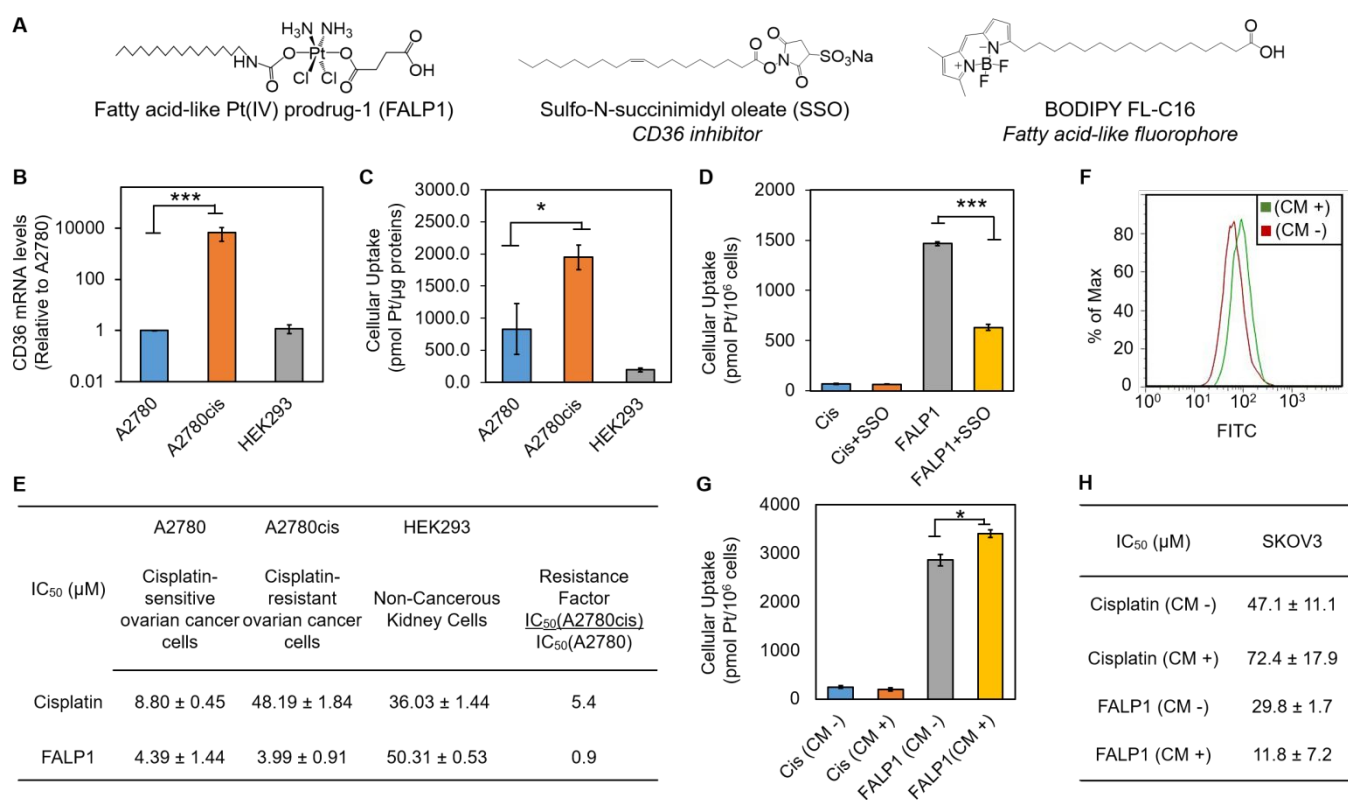 A
H₃N NH₃
HN
O
O
Pt
O
O
O
OH
Cl Cl
Fatty acid-like Pt(IV) prodrug-1 (FALP1)
O
O
O
N
O
SO₃Na
Sulfo-N-succinimidyl oleate (SSO)
CD36 inhibitor
N
N
B
F
F
O
OH
BODIPY FL-C16
Fatty acid-like fluorophore
B
CD36 mRNA levels
(Relative to A2780)
10000
100
1
0.01
***
A2780
A2780cis
HEK293
C
Cellular Uptake
(pmol Pt/µg proteins)
3000.0
2500.0
2000.0
1500.0
1000.0
500.0
0.0
*
A2780
A2780cis
HEK293
D
Cellular Uptake
(pmol Pt/10⁶ cells)
2000
1500
1000
500
0
***
Cis
Cis+SSO
FALP1
FALP1+SSO
F
% of Max
80
60
40
20
0
(CM +)
(CM -)
10⁰ 10¹ 10² 10³
FITC
E
IC₅₀ (µM)
A2780
Cisplatin-
sensitive
ovarian cancer
cells
A2780cis
Cisplatin-
resistant
ovarian cancer
cells
HEK293
Non-Cancerous
Kidney Cells
Resistance
Factor
IC₅₀(A2780cis)
IC₅₀(A2780)
Cisplatin 8.80 ± 0.45 48.19 ± 1.84 36.03 ± 1.44 5.4
FALP1 4.39 ± 1.44 3.99 ± 0.91 50.31 ± 0.53 0.9
G
Cellular Uptake
(pmol Pt/10⁶ cells)
4000
3000
2000
1000
0
*
Cis (CM -)
Cis (CM +)
FALP1 (CM -)
FALP1(CM +)
H
IC₅₀ (µM) SKOV3
Cisplatin (CM -) 47.1 ± 11.1
Cisplatin (CM +) 72.4 ± 17.9
FALP1 (CM -) 29.8 ± 1.7
FALP1 (CM +) 11.8 ± 7.2